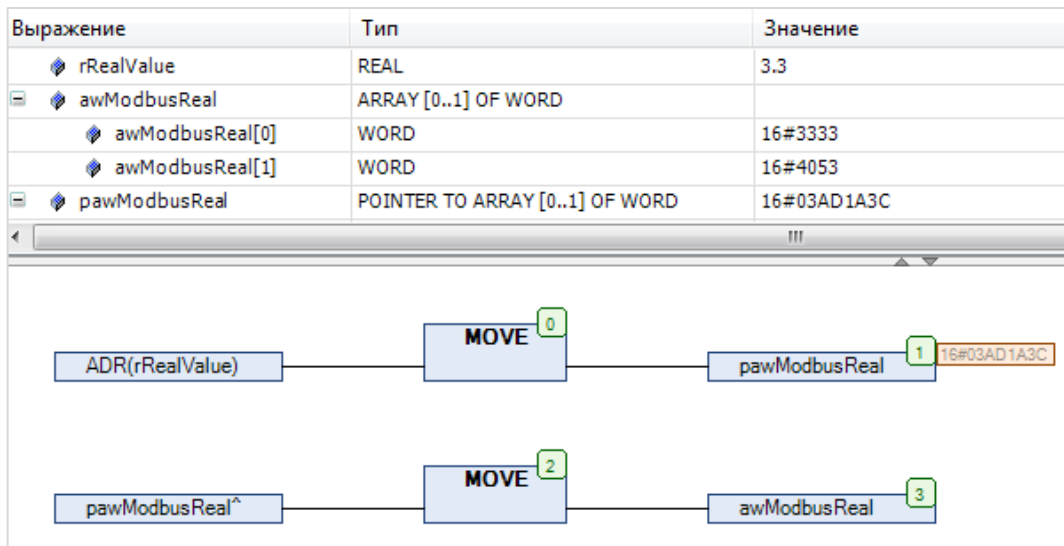 Выражение Тип Значение
rRealValue REAL 3.3
awModbusReal ARRAY [0..1] OF WORD
awModbusReal[0] WORD 16#3333
awModbusReal[1] WORD 16#4053
pawModbusReal POINTER TO ARRAY [0..1] OF WORD 16#03AD1A3C
MOVE 0
ADR(rRealValue) pawModbusReal 1 16#03AD1A3C
MOVE 2
pawModbusReal^ awModbusReal 3